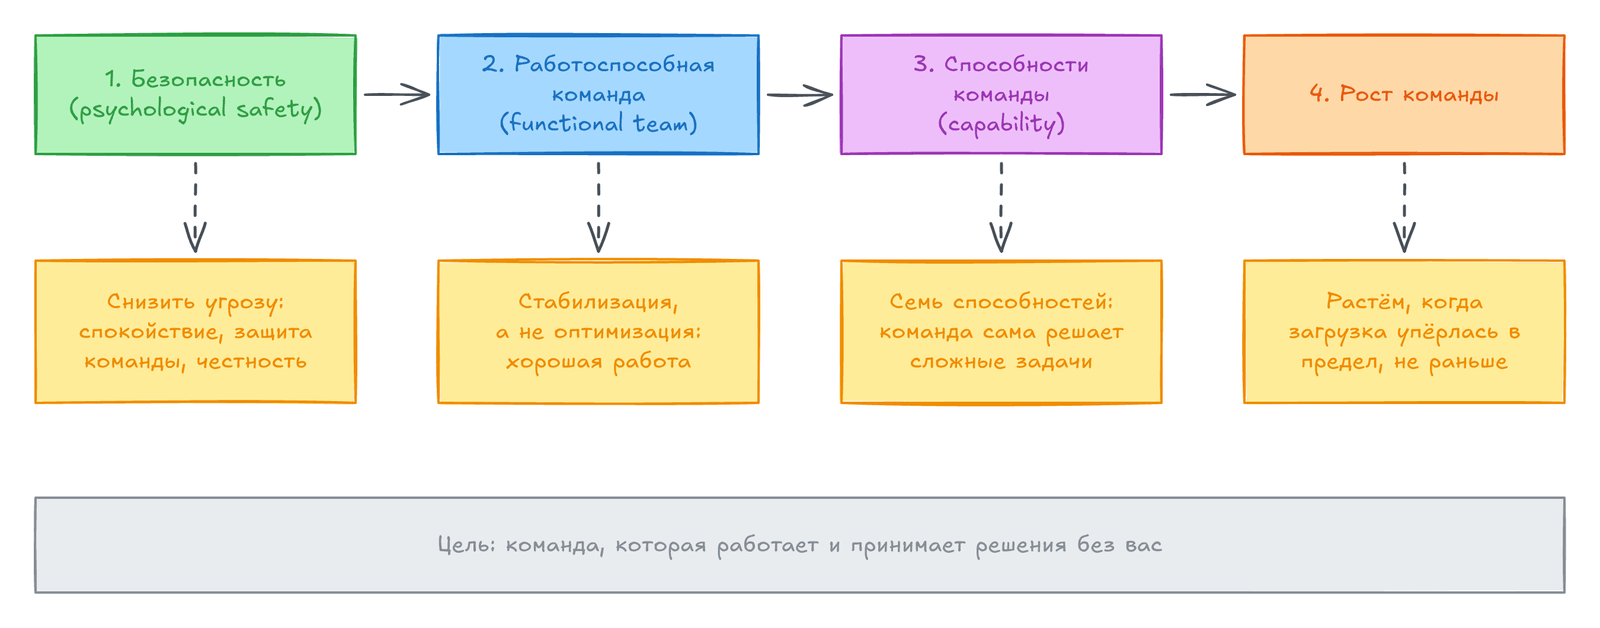 1. Безопасность
(psychological safety)
2. Работоспособная
команда
(functional team)
3. Способности
команды
(capability)
4. Рост команды
Снизить угрозу:
спокойствие, защита
команды, честность
Стабилизация,
а не оптимизация:
хорошая работа
Семь способностей:
команда сама решает
сложные задачи
Растём, когда
загрузка упёрлась в
предел, не раньше
Цель: команда, которая работает и принимает решения без вас